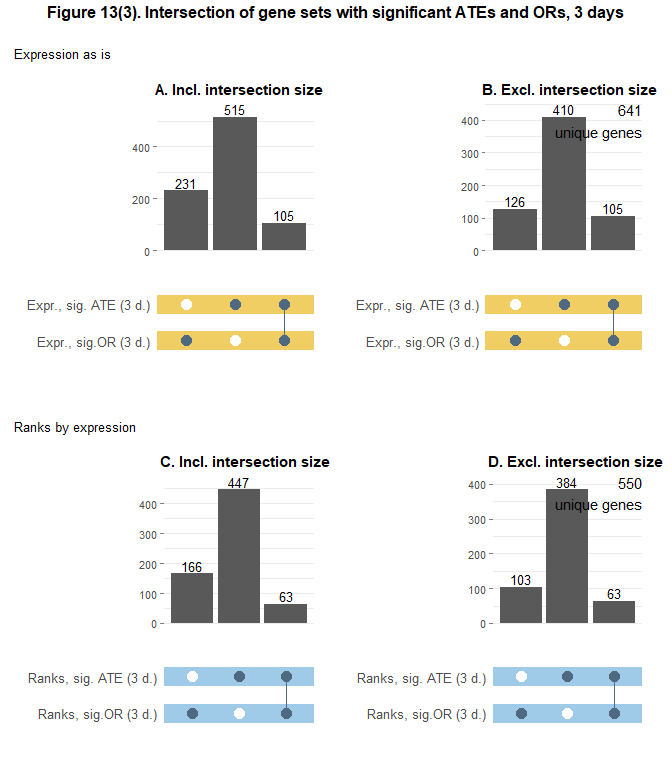 Figure 13(3). Intersection of gene sets with significant ATEs and ORs, 3 days
Expression as is
A. Incl. intersection size
515
400
231
200
105
0
Expr., sig. ATE (3 d.)
Expr., sig.OR (3 d.)
B. Excl. intersection size
410
641
unique genes
400
300
200
126
105
100
0
Expr., sig. ATE (3 d.)
Expr., sig.OR (3 d.)
Ranks by expression
C. Incl. intersection size
447
400
300
200
166
100
63
0
Ranks, sig. ATE (3 d.)
Ranks, sig.OR (3 d.)
D. Excl. intersection size
400
384
550
unique genes
300
200
103
100
63
0
Ranks, sig. ATE (3 d.)
Ranks, sig.OR (3 d.)